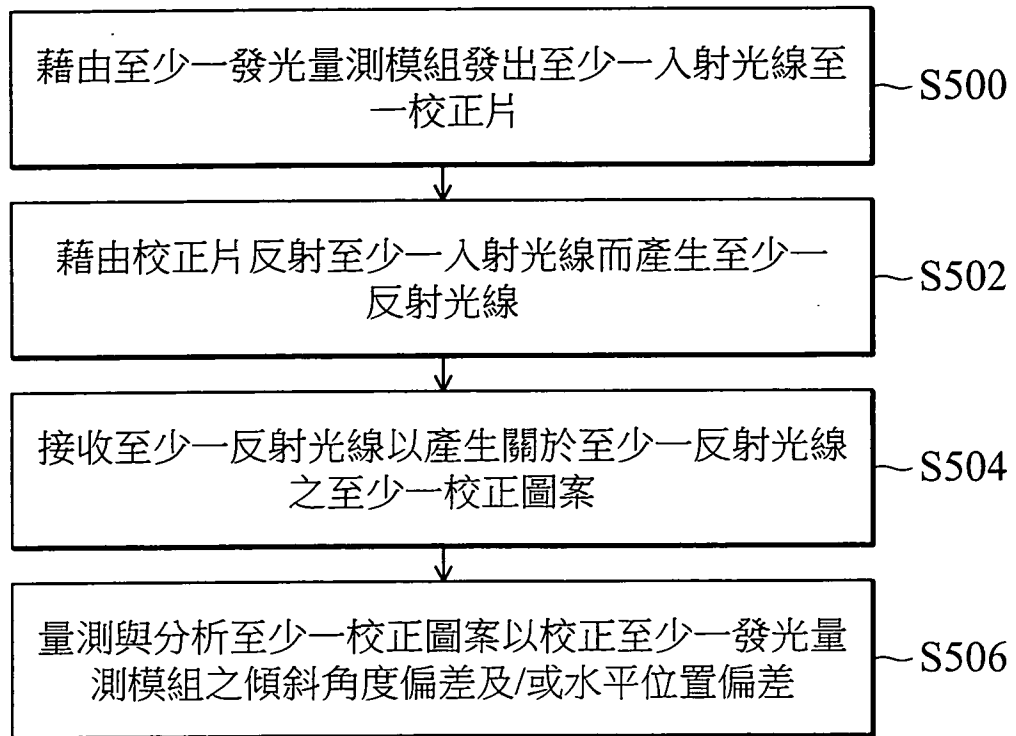 藉由至少一發光量測模組發出至少一入射光線至
一校正片
S500
藉由校正片反射至少一入射光線而產生至少一
反射光線
S502
接收至少一反射光線以產生關於至少一反射光線
之至少一校正圖案
S504
量測與分析至少一校正圖案以校正至少一發光量
測模組之傾斜角度偏差及/或水平位置偏差
S506